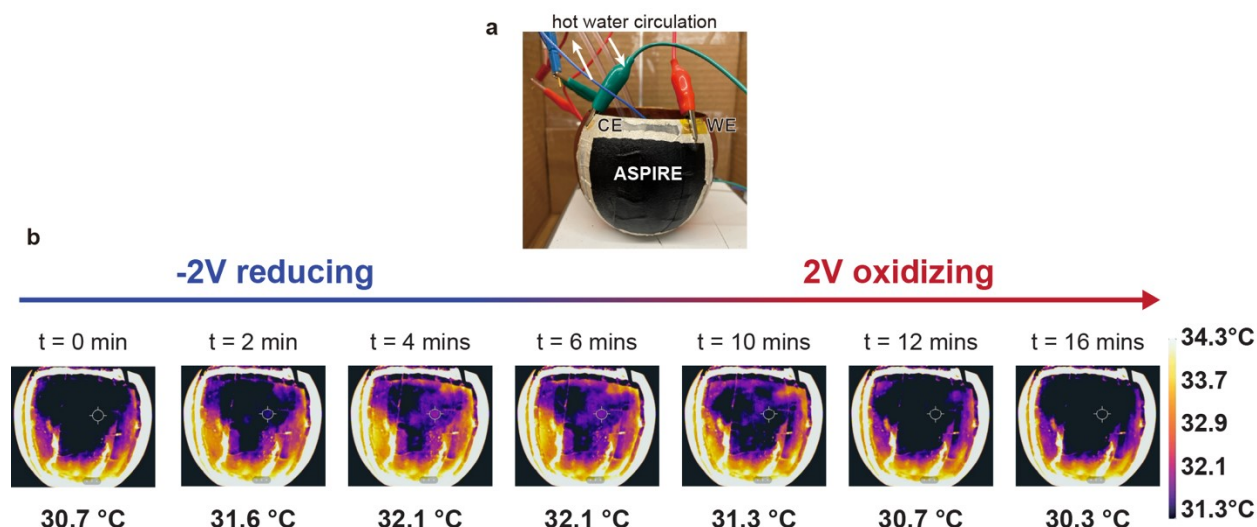 a
hot water circulation
CE
WE
ASPIRE
b
-2V reducing
2V oxidizing
t = 0 min
t = 2 min
t = 4 mins
t = 6 mins
t = 10 mins
t = 12 mins
t = 16 mins
34.3°C
33.7
32.9
32.1
31.3°C
30.7 °C
31.6 °C
32.1 °C
32.1 °C
31.3 °C
30.7 °C
30.3 °C